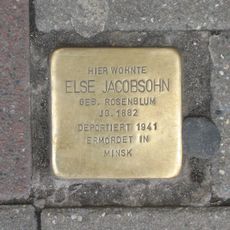 HIER WOHNTE
ELSE JACOBSOHN
GEB. ROSENBLUM
JG. 1882
DEPORTIERT 1941
ERMORDET IN
MINSK